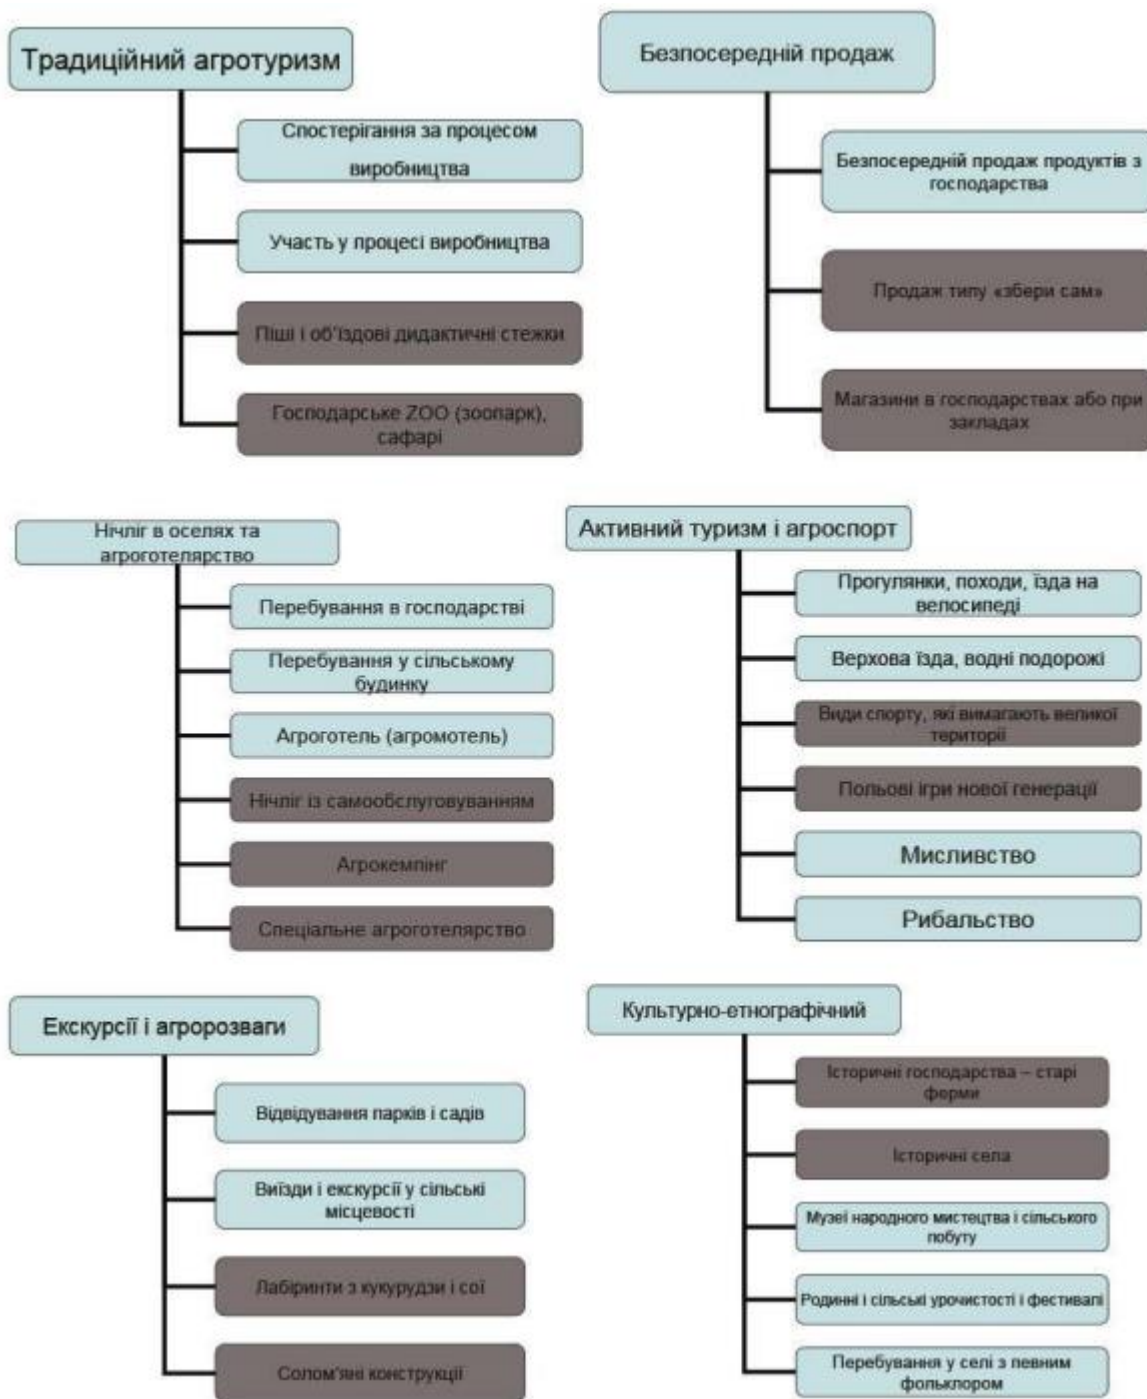 Традиційний агротуризм
Спостерігання за процесом
виробництва
Участь у процесі виробництва
Піші і об'їздові дидактичні стежки
Господарське ZOO (зоопарк),
сафарі
Безпосередній продаж
Безпосередній продаж продуктів з
господарства
Продаж типу «збери сам»
Магазини в господарствах або при
закладах
Нічліг в оселях та
агроготелярство
Перебування в господарстві
Перебування у сільському
будинку
Агроготель (агромотель)
Нічліг із самообслуговуванням
Агрокемпінг
Спеціальне агроготелярство
Активний туризм і агроспорт
Прогулянки, походи, їзда на
велосипеді
Верхова їзда, водні подорожі
Види спорту, які вимагають великої
території
Польові ігри нової генерації
Мисливство
Рибальство
Екскурсії і агророзваги
Відвідування парків і садів
Виїзди і екскурсії у сільські
місцевості
Лабіринти з кукурудзи і сої
Солом'яні конструкції
Культурно-етнографічний
Історичні господарства – старі
ферми
Історичні села
Музеї народного мистецтва і сільського
побуту
Родинні і сільські урочистості і фестивалі
Перебування у селі з певним
фольклором